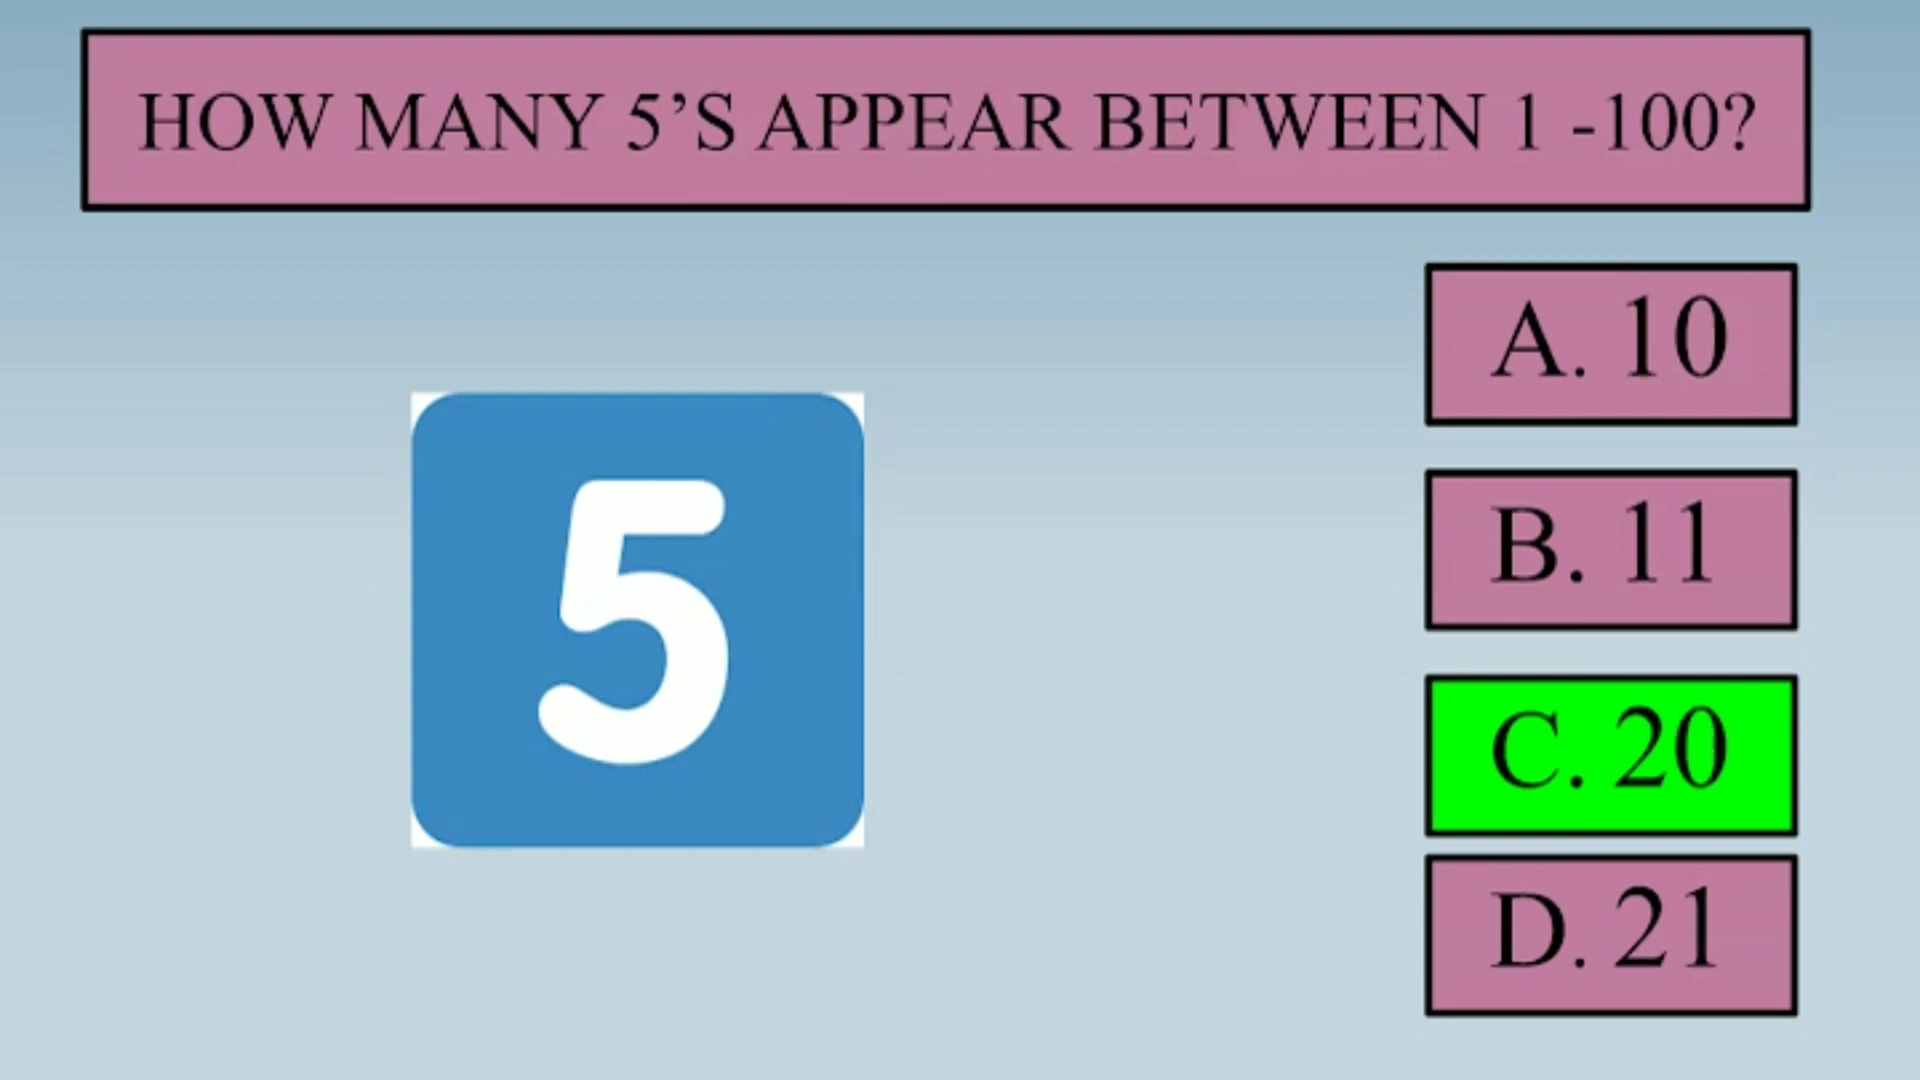 HOW MANY 5’S APPEAR BETWEEN 1 -100?
A. 10
5
B. 11
C. 20
D. 21